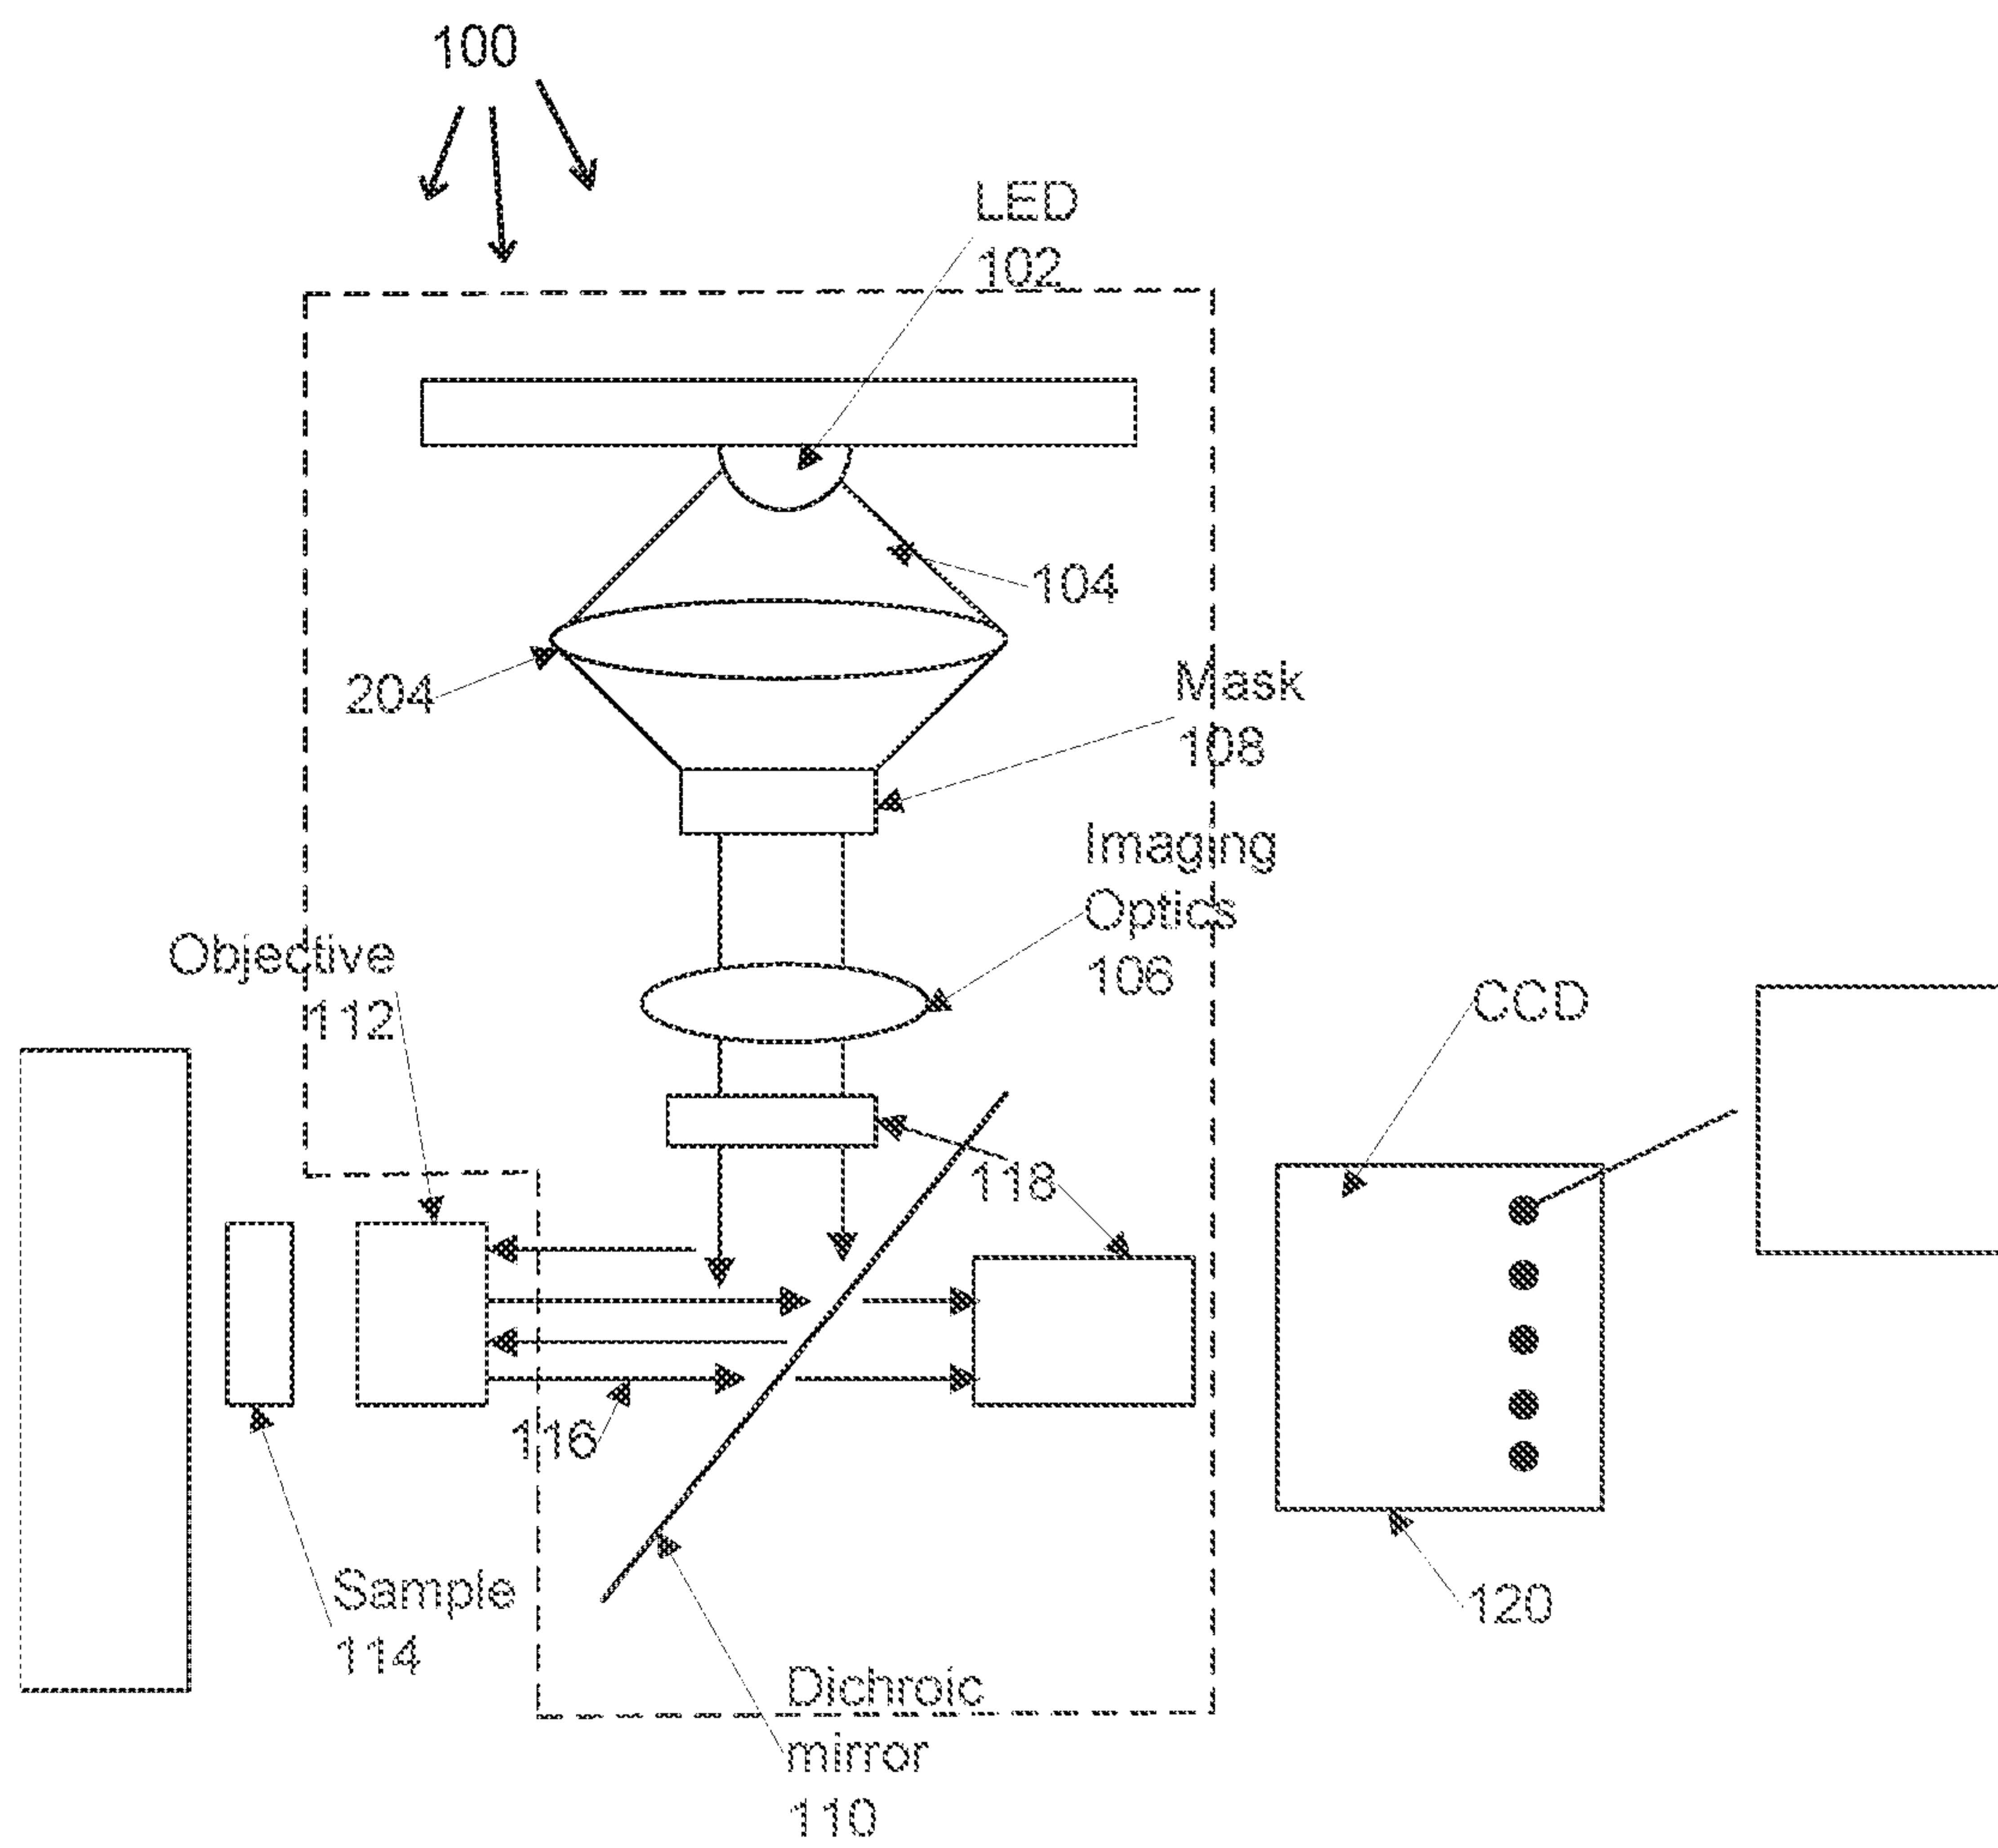 100
LED
102
104
204
Mask
108
Imaging
Optics
106
Objective
112
CCD
118
116
Sample
114
120
Dichroic
mirror
110